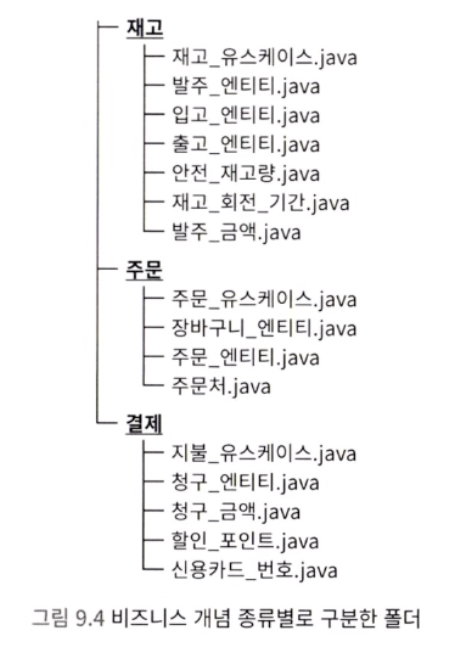 재고
재고_유스케이스.java
발주_엔티티.java
입고_엔티티.java
출고_엔티티.java
안전_재고량.java
재고_회전_기간.java
발주_금액.java
주문
주문_유스케이스.java
장바구니_엔티티.java
주문_엔티티.java
주문처.java
결제
지불_유스케이스.java
청구_엔티티.java
청구_금액.java
할인_포인트.java
신용카드_번호.java
그림 9.4 비즈니스 개념 종류별로 구분한 폴더